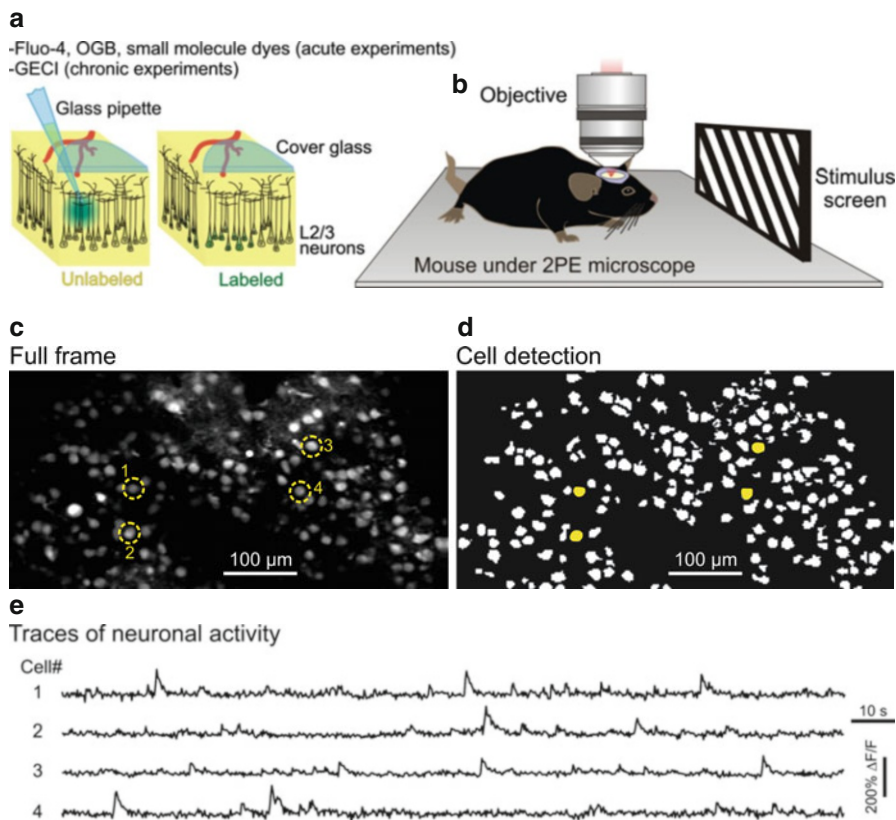 a
-Fluo-4, OGB, small molecule dyes (acute experiments)
-GECI (chronic experiments)
Glass pipette
Cover glass
L2/3
neurons
Unlabeled
Labeled
b
Objective
Stimulus
screen
Mouse under 2PE microscope
c
Full frame
1
2
3
4
100 µm
d
Cell detection
100 µm
e
Traces of neuronal activity
Cell#
1
2
3
4
10 s
200% ΔF/F